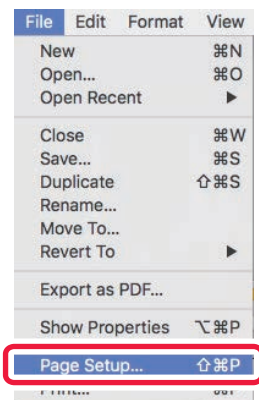 File Edit Format View
New ⌘N
Open... ⌘O
Open Recent ▶
Close ⌘W
Save... ⌘S
Duplicate ⇧⌘S
Rename...
Move To...
Revert To ▶
Export as PDF...
Show Properties ⌥⌘P
Page Setup... ⇧⌘P